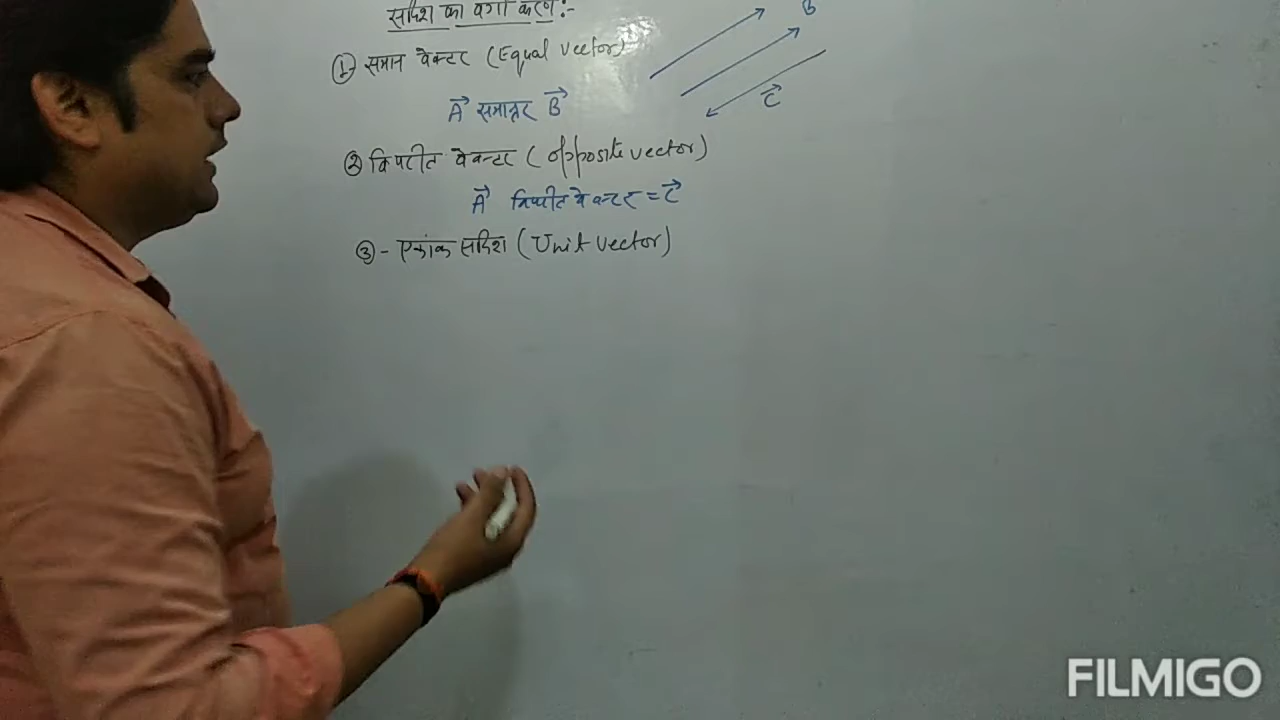 सदिश का वर्गीकरण :-
① समान वेक्टर (Equal vector)
B
C⃗
A⃗ समान्तर B⃗
② विपरीत वेक्टर (opposite vector)
A⃗ विपरीत वेक्टर = C⃗
③ - एकांक सदिश (Unit vector)
FILMIGO